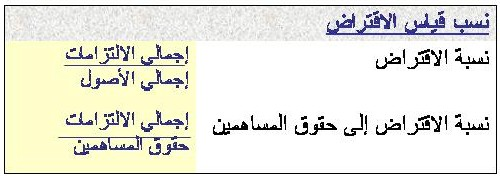 نسب قياس الاقتراض
نسبة الاقتراض
إجمالي الالتزامات
إجمالي الأصول
نسبة الاقتراض إلى حقوق المساهمين
إجمالي الالتزامات
حقوق المساهمين